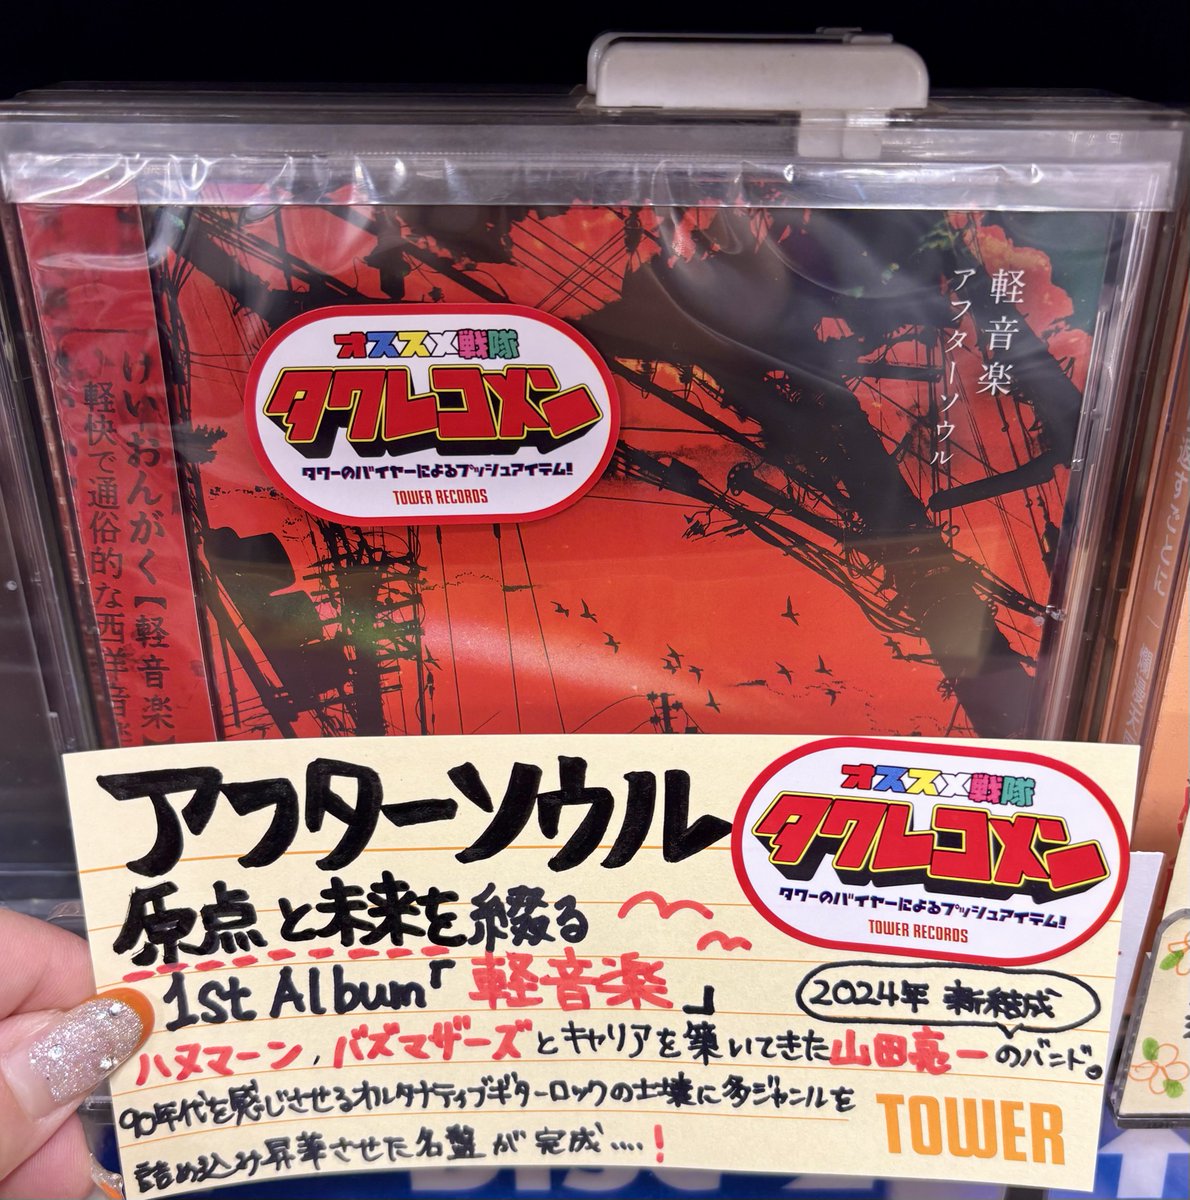 軽音楽
アフターソウル
けいおんがく【軽音楽】
軽快で通俗的な西洋音楽
オススメ戦隊
タワレコメン
タワーのバイヤーによるプッシュアイテム!
TOWER RECORDS
アフターソウル
原点と未来を綴る
1st Album「軽音楽」
2024年 新結成
ハヌマーン、バズマザーズとキャリアを築いてきた山田亮一のバンド。
90年代を感じさせるオルタナティブギターロックの土壌に多ジャンルを
詰め込み昇華させた名盤が完成....!
オススメ戦隊
タワレコメン
タワーのバイヤーによるプッシュアイテム!
TOWER RECORDS
TOWER